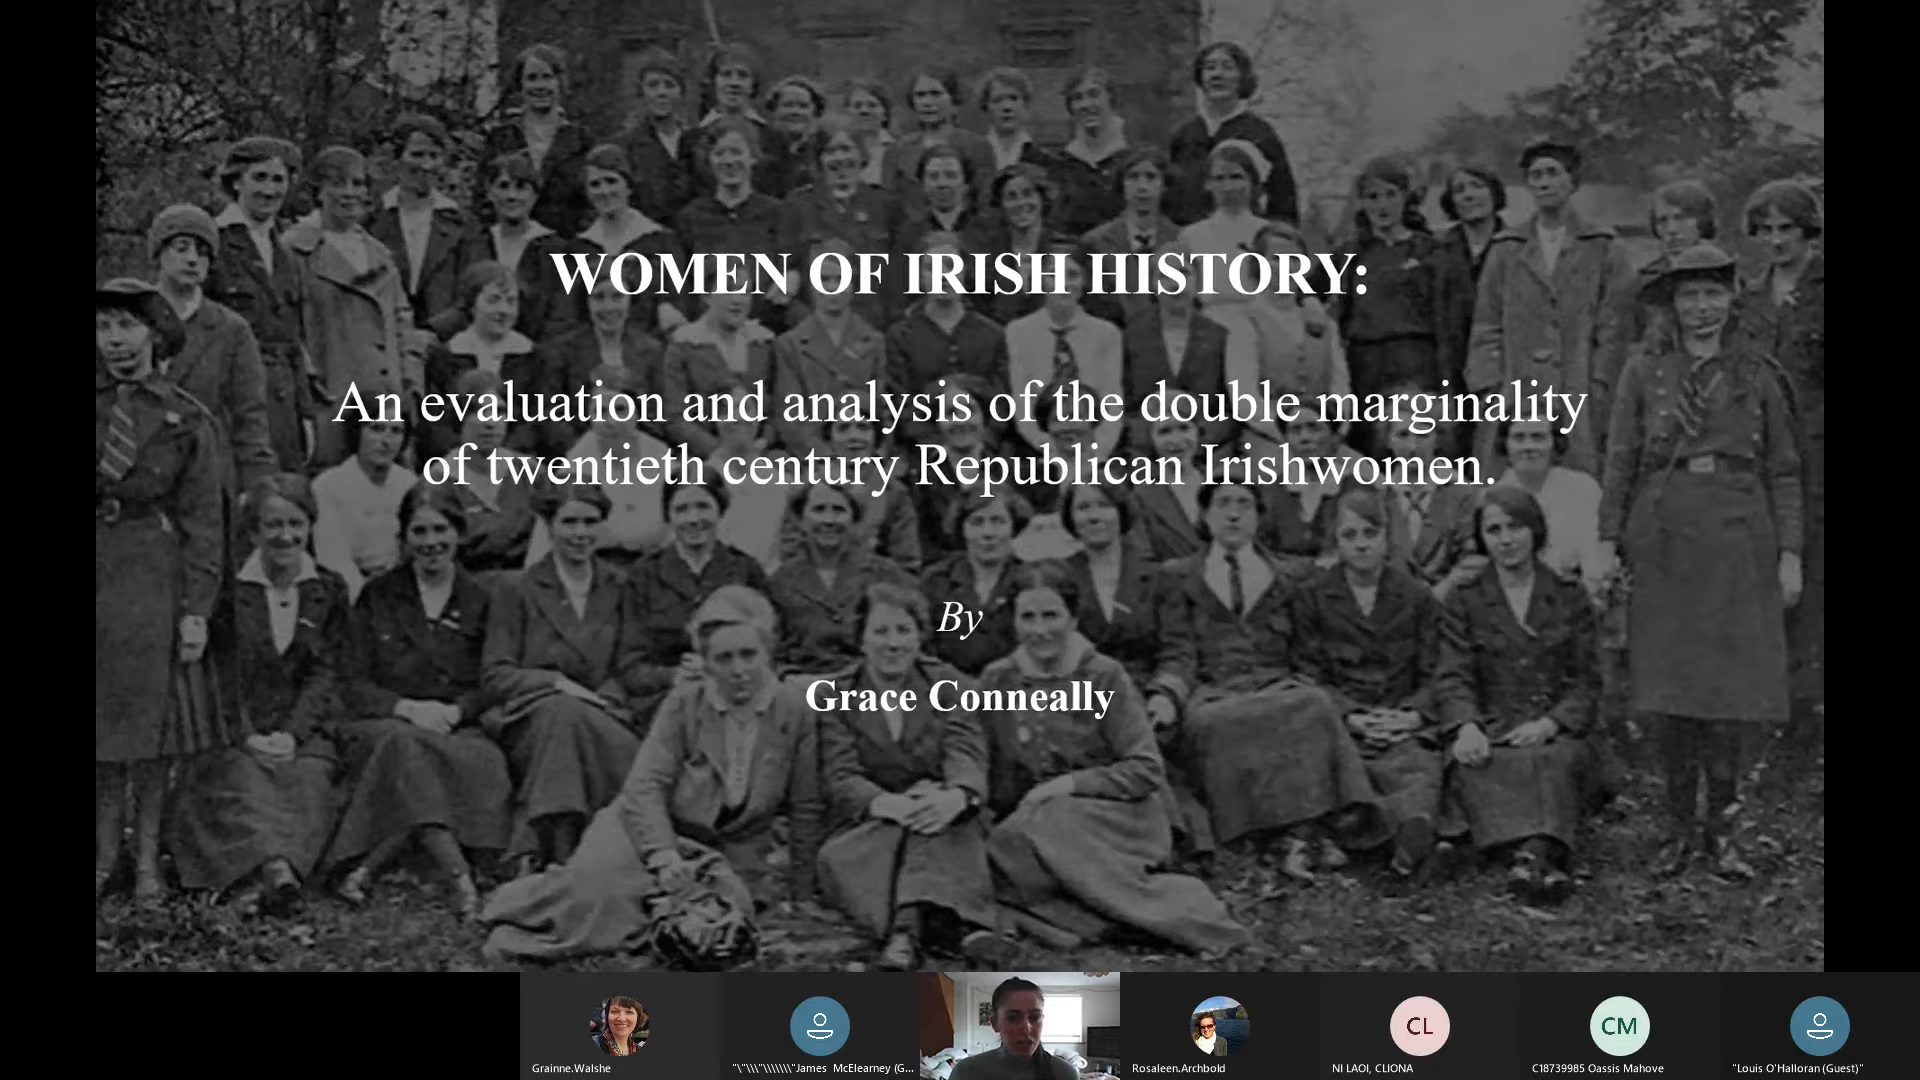 WOMEN OF IRISH HISTORY:
An evaluation and analysis of the double marginality
of twentieth century Republican Irishwomen.
By
Grace Conneally
CL
CM
Grainne.Walshe
"\"\\\"\\\\\\\"James McElearney (G...
Rosaleen.Archbold
NI LAOI, CLIONA
C18739985 Oassis Mahove
"Louis O'Halloran (Guest)"